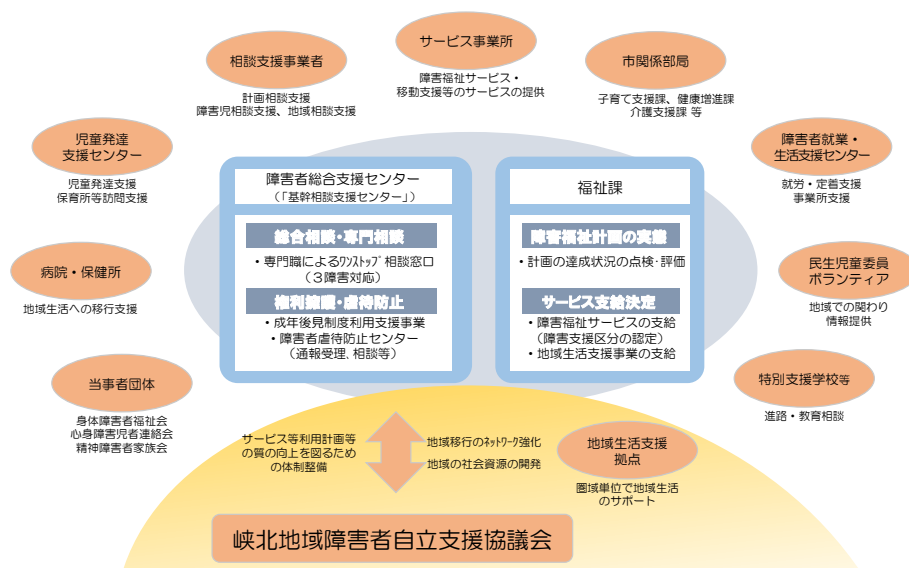 サービス事業所
障害福祉サービス・
移動支援等のサービスの提供
相談支援事業者
計画相談支援
障害児相談支援、地域相談支援
市関係部局
子育て支援課、健康増進課
介護支援課 等
児童発達
支援センター
児童発達支援
保育所等訪問支援
障害者就業・
生活支援センター
就労・定着支援
事業所支援
病院・保健所
地域生活への移行支援
民生児童委員
ボランティア
地域での関わり
情報提供
当事者団体
身体障害者福祉会
心身障害児者連絡会
精神障害者家族会
特別支援学校等
進路・教育相談
障害者総合支援センター
（「基幹相談支援センター」）
総合相談・専門相談
・専門職によるワンストップ相談窓口
（３障害対応）
権利擁護・虐待防止
・成年後見制度利用支援事業
・障害者虐待防止センター
（通報受理、相談等）
福祉課
障害福祉計画の実態
・計画の達成状況の点検・評価
サービス支給決定
・障害福祉サービスの支給
（障害支援区分の認定）
・地域生活支援事業の支給
サービス等利用計画等
の質の向上を図るため
の体制整備
地域移行のネットワーク強化
地域の社会資源の開発
地域生活支援
拠点
圏域単位で地域生活
のサポート
峡北地域障害者自立支援協議会